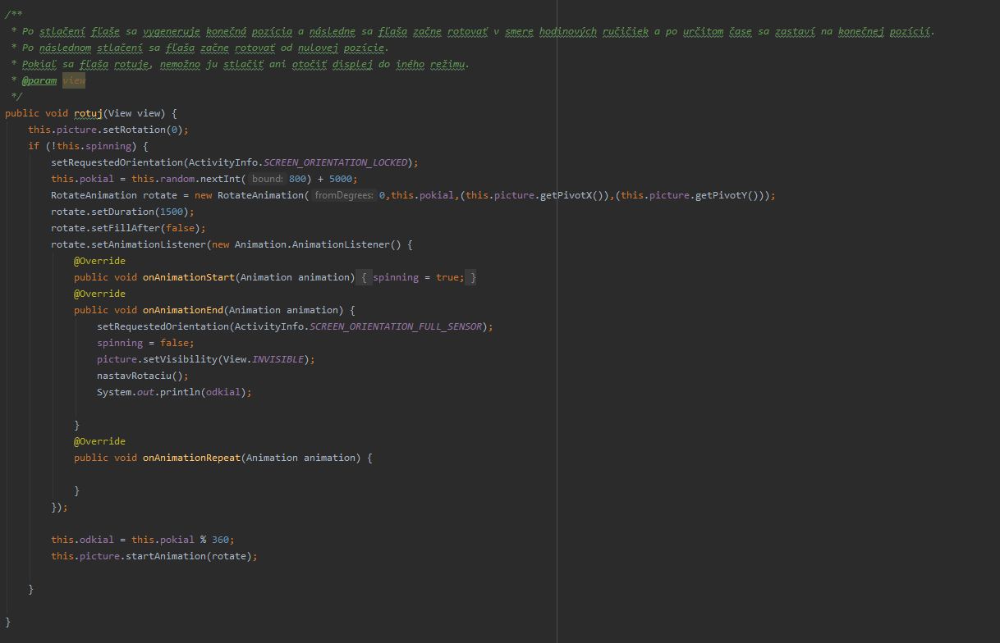 /**
 * Po stlačení fľaše sa vygeneruje konečná pozícia a následne sa fľaša začne rotovať v smere hodinových ručičiek a po určitom čase sa zastaví na konečnej pozícií.
 * Po následnom stlačení sa fľaša začne rotovať od nulovej pozície.
 * Pokiaľ sa fľaša rotuje, nemožno ju stlačiť ani otočiť displej do iného režimu.
 * @param view
 */
public void rotuj(View view) {
    this.picture.setRotation(0);
    if (!this.spinning) {
        setRequestedOrientation(ActivityInfo.SCREEN_ORIENTATION_LOCKED);
        this.pokial = this.random.nextInt( bound: 800) + 5000;
        RotateAnimation rotate = new RotateAnimation( fromDegrees: 0,this.pokial,(this.picture.getPivotX()),(this.picture.getPivotY()));
        rotate.setDuration(1500);
        rotate.setFillAfter(false);
        rotate.setAnimationListener(new Animation.AnimationListener() {
            @Override
            public void onAnimationStart(Animation animation) { spinning = true; }
            @Override
            public void onAnimationEnd(Animation animation) {
                setRequestedOrientation(ActivityInfo.SCREEN_ORIENTATION_FULL_SENSOR);
                spinning = false;
                picture.setVisibility(View.INVISIBLE);
                nastavRotaciu();
                System.out.println(odkial);
            }
            @Override
            public void onAnimationRepeat(Animation animation) {
            }
        });
        this.odkial = this.pokial % 360;
        this.picture.startAnimation(rotate);
    }
}